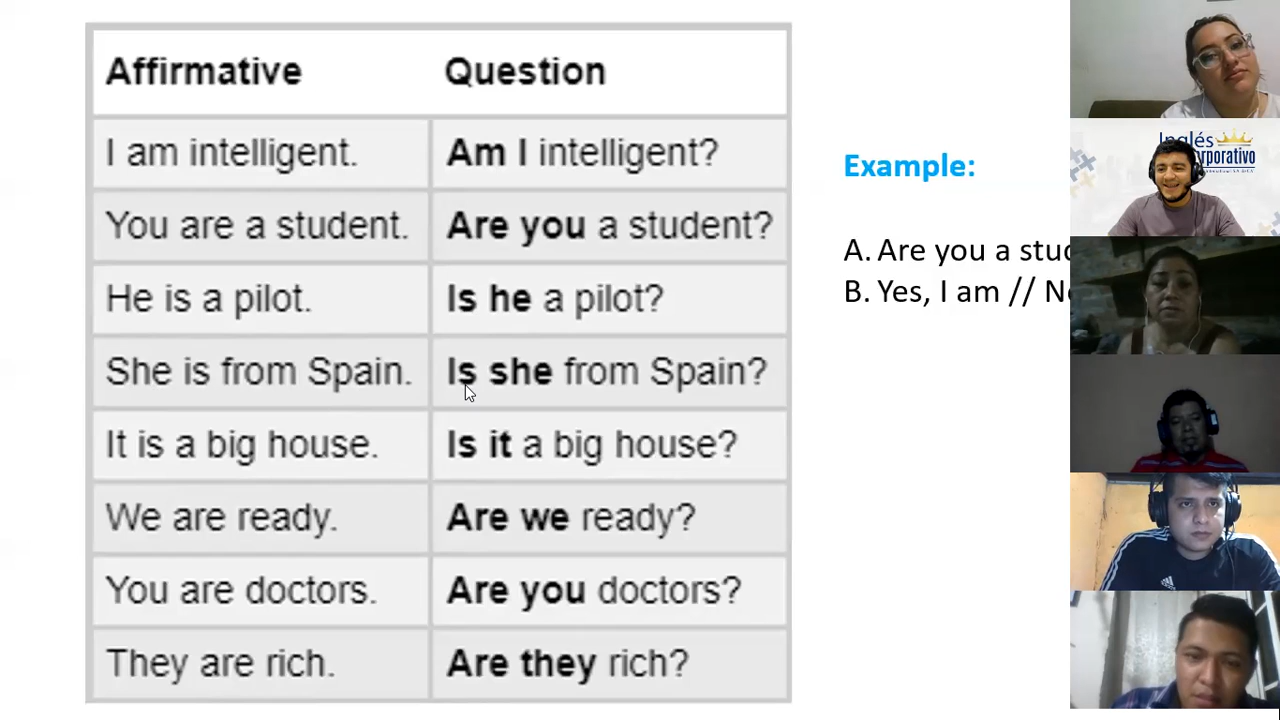 Affirmative Question
I am intelligent. Am I intelligent?
You are a student. Are you a student?
He is a pilot. Is he a pilot?
She is from Spain. Is she from Spain?
It is a big house. Is it a big house?
We are ready. Are we ready?
You are doctors. Are you doctors?
They are rich. Are they rich?
Example:
A. Are you a stud
B. Yes, I am // N
Inglés